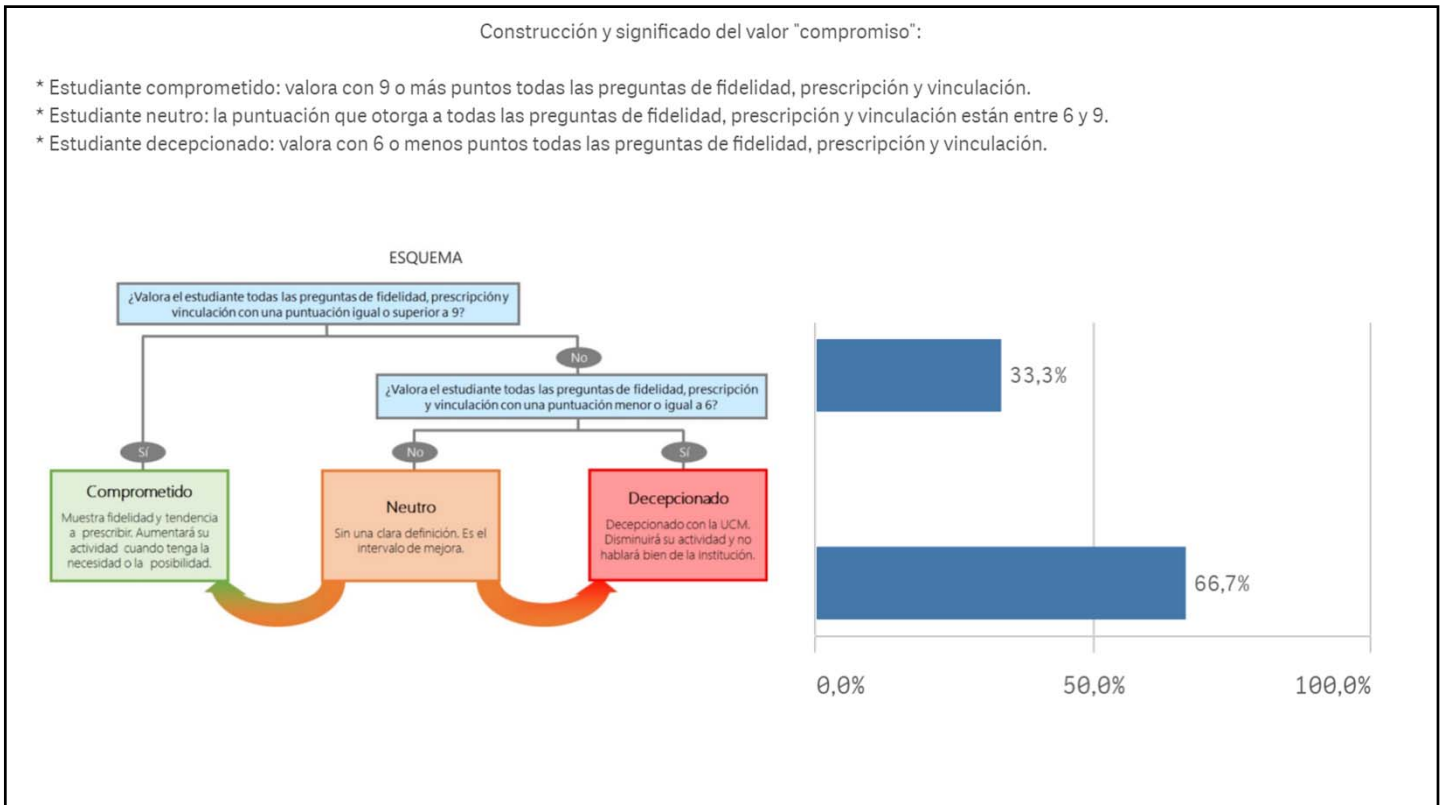 Construcción y significado del valor "compromiso":
* Estudiante comprometido: valora con 9 o más puntos todas las preguntas de fidelidad, prescripción y vinculación.
* Estudiante neutro: la puntuación que otorga a todas las preguntas de fidelidad, prescripción y vinculación están entre 6 y 9.
* Estudiante decepcionado: valora con 6 o menos puntos todas las preguntas de fidelidad, prescripción y vinculación.
ESQUEMA
¿Valora el estudiante todas las preguntas de fidelidad, prescripción y
vinculación con una puntuación igual o superior a 9?
No
¿Valora el estudiante todas las preguntas de fidelidad, prescripción
y vinculación con una puntuación menor o igual a 6?
Sí
No
Sí
Comprometido
Muestra fidelidad y tendencia
a prescribir. Aumentará su
actividad cuando tenga la
necesidad o la posibilidad.
Neutro
Sin una clara definición. Es el
intervalo de mejora.
Decepcionado
Decepcionado con la UCM.
Disminuirá su actividad y no
hablará bien de la institución.
33,3%
66,7%
0,0%
50,0%
100,0%